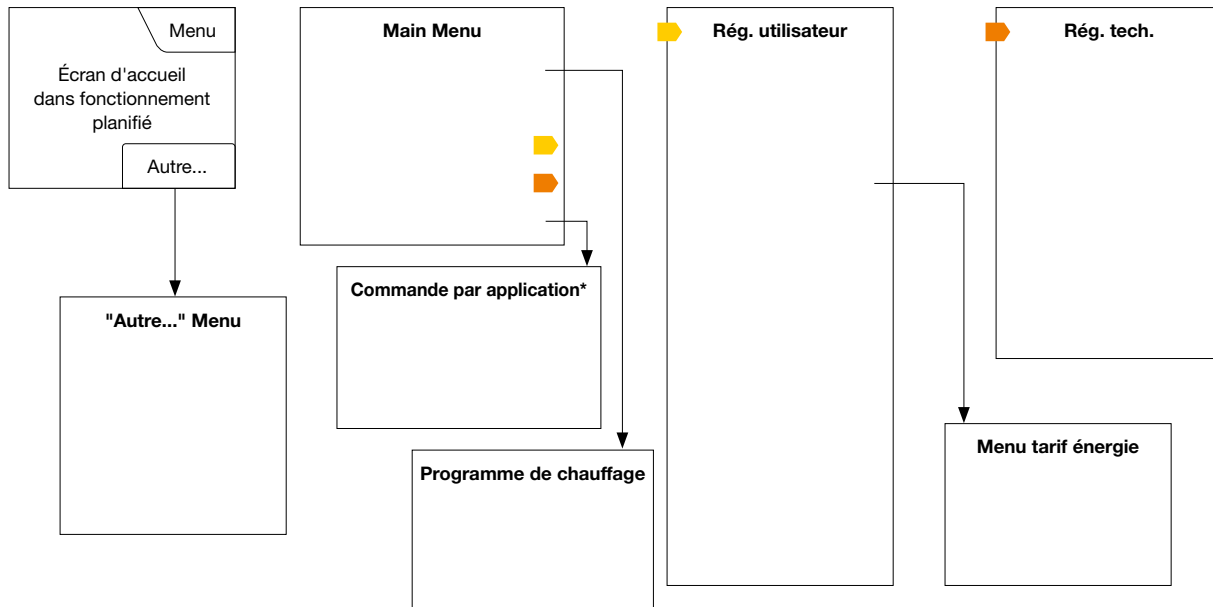 Menu
Écran d'accueil
dans fonctionnement
planifié
Autre...
"Autre..." Menu
Main Menu
Commande par application*
Programme de chauffage
Rég. utilisateur
Menu tarif énergie
Rég. tech.